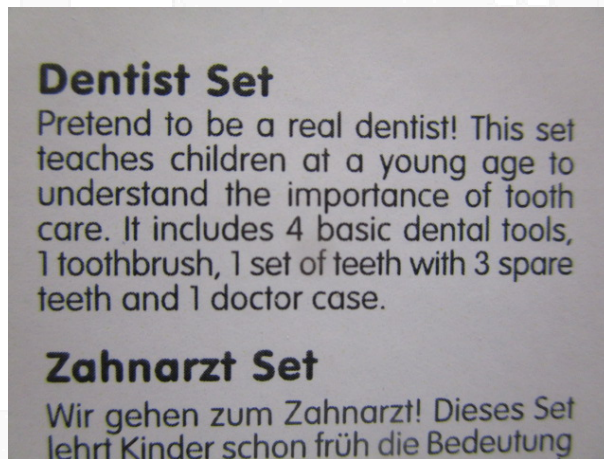 Dentist Set
Pretend to be a real dentist! This set
teaches children at a young age to
understand the importance of tooth
care. It includes 4 basic dental tools,
1 toothbrush, 1 set of teeth with 3 spare
teeth and 1 doctor case.
Zahnarzt Set
Wir gehen zum Zahnarzt! Dieses Set
lehrt Kinder schon früh die Bedeutung